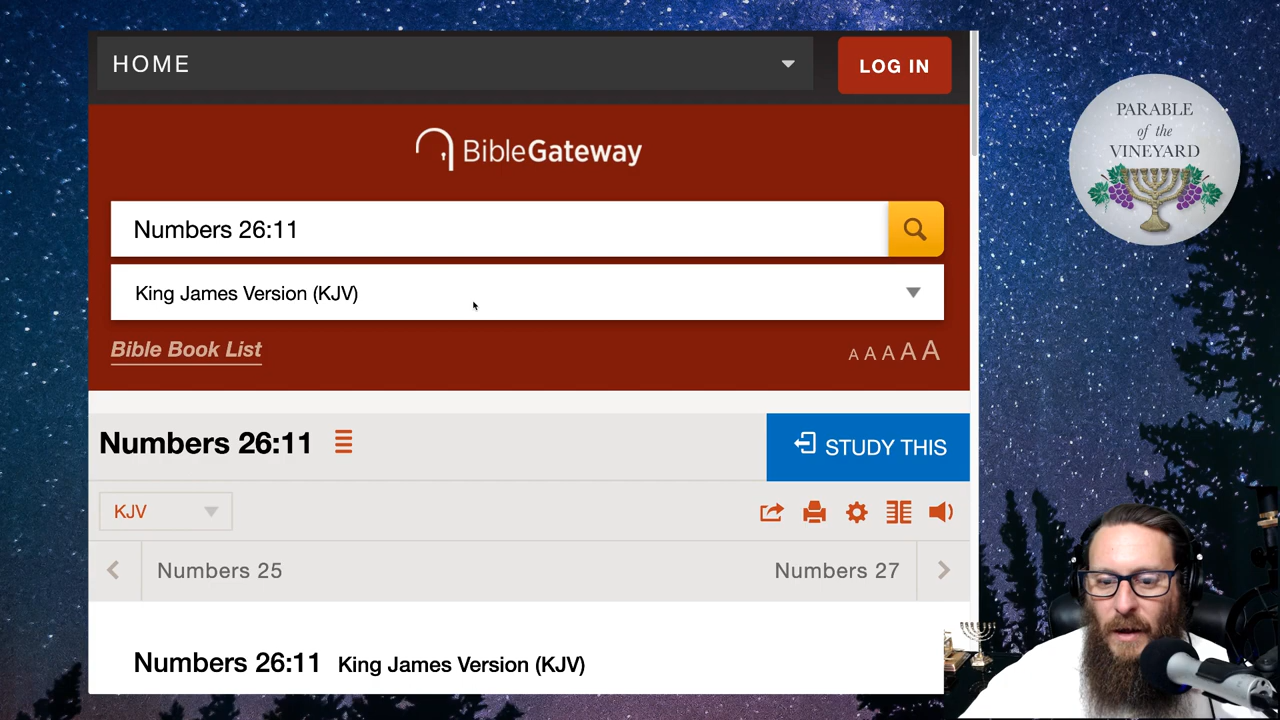 HOME
LOG IN
BibleGateway
Numbers 26:11
King James Version (KJV)
Bible Book List
A A A A A
Numbers 26:11
STUDY THIS
KJV
Numbers 25
Numbers 27
Numbers 26:11 King James Version (KJV)
PARABLE
of the
VINEYARD